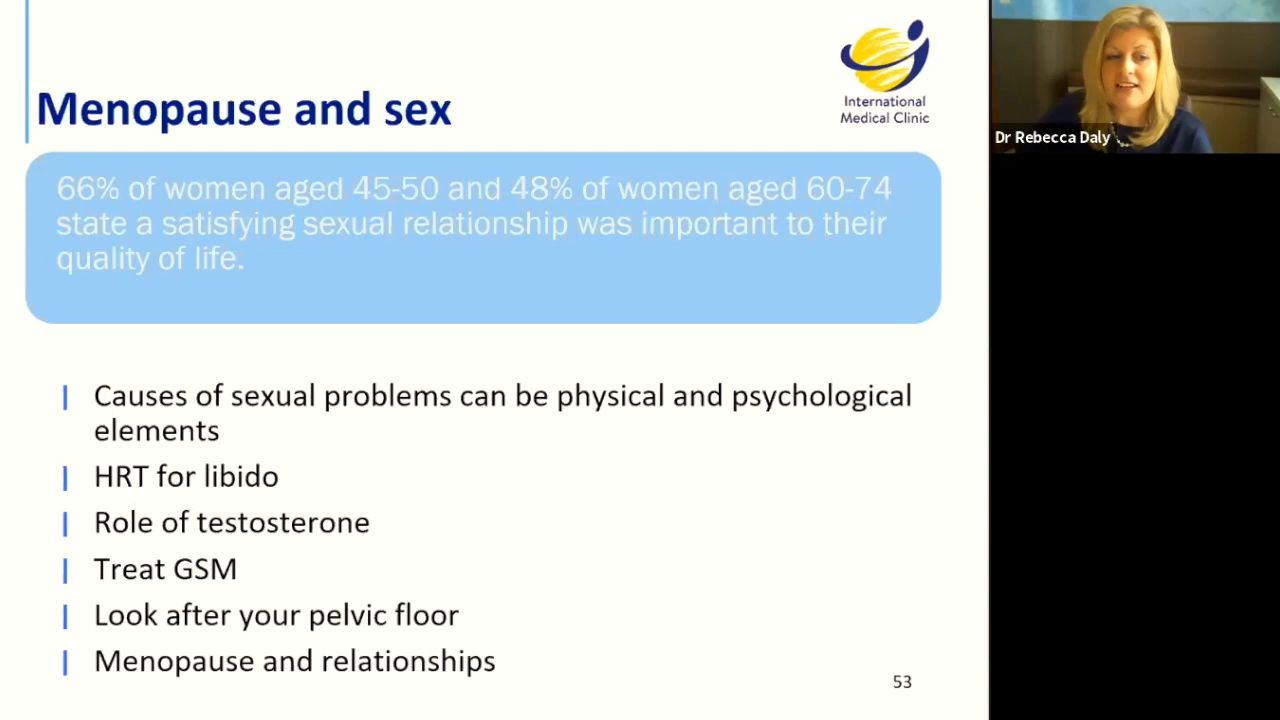 International
Medical Clinic
Menopause and sex
66% of women aged 45-50 and 48% of women aged 60-74
state a satisfying sexual relationship was important to their
quality of life.
Causes of sexual problems can be physical and psychological
elements
HRT for libido
Role of testosterone
Treat GSM
Look after your pelvic floor
Menopause and relationships
53
Dr Rebecca Daly